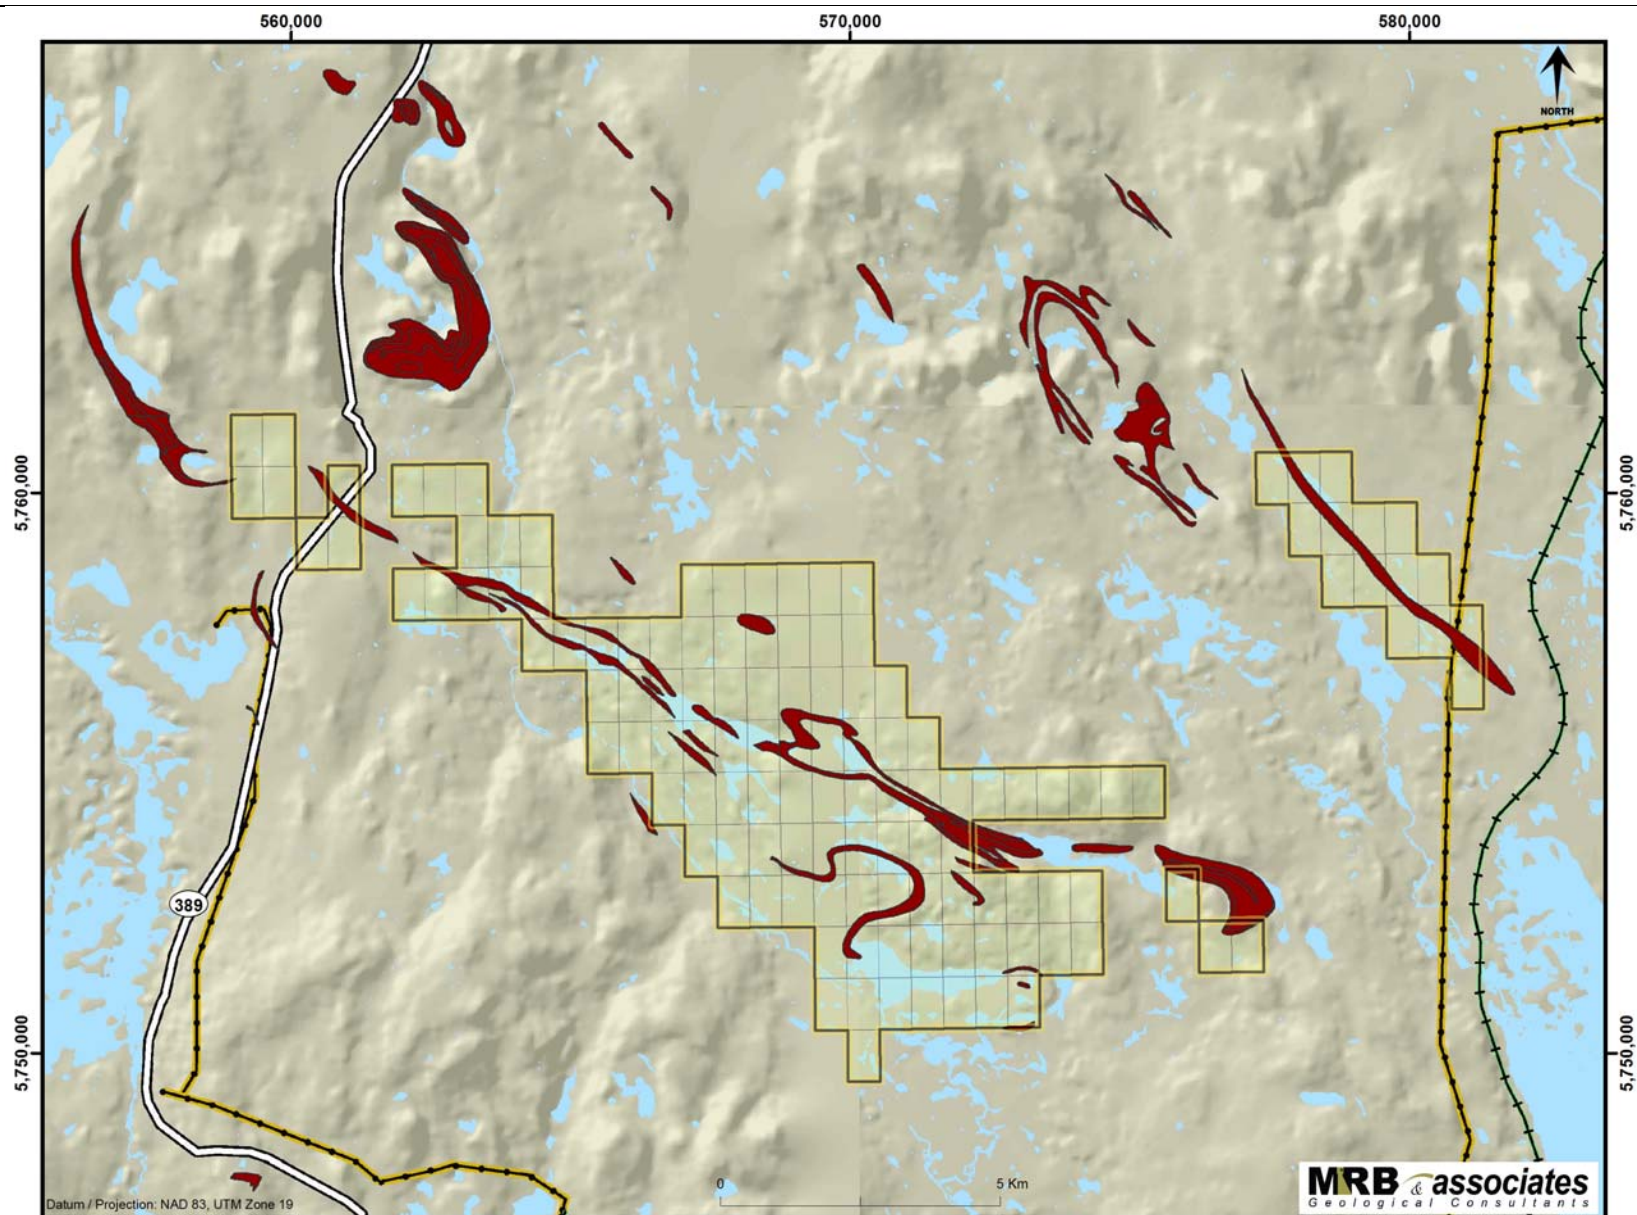 560,000
570,000
580,000
NORTH
5,760,000
5,760,000
389
5,750,000
5,750,000
0
5 Km
Datum / Projection: NAD 83, UTM Zone 19
MRB & associates
Geological Consultants